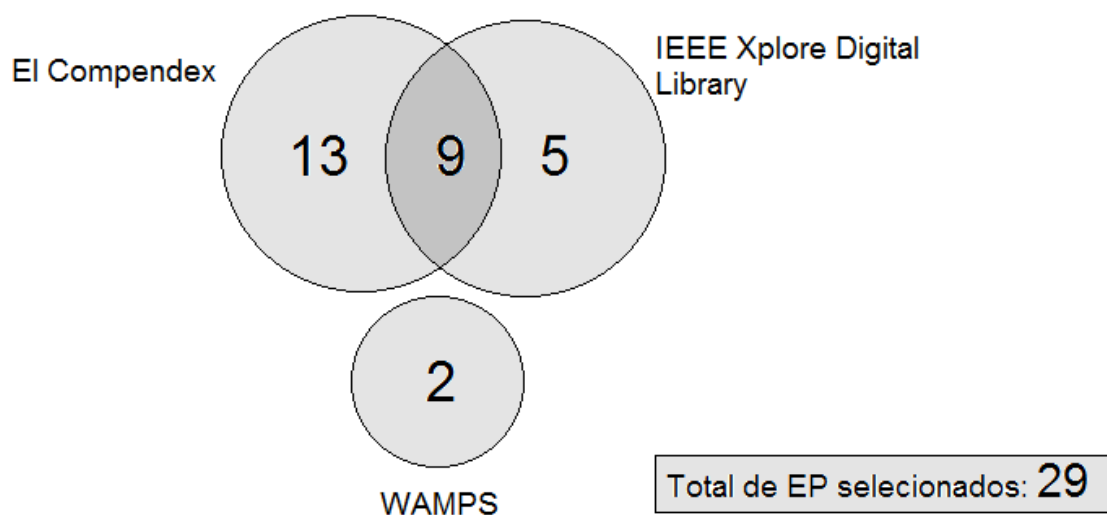 El Compendex
IEEE Xplore Digital
Library
13
9
5
2
WAMPS
Total de EP selecionados: 29